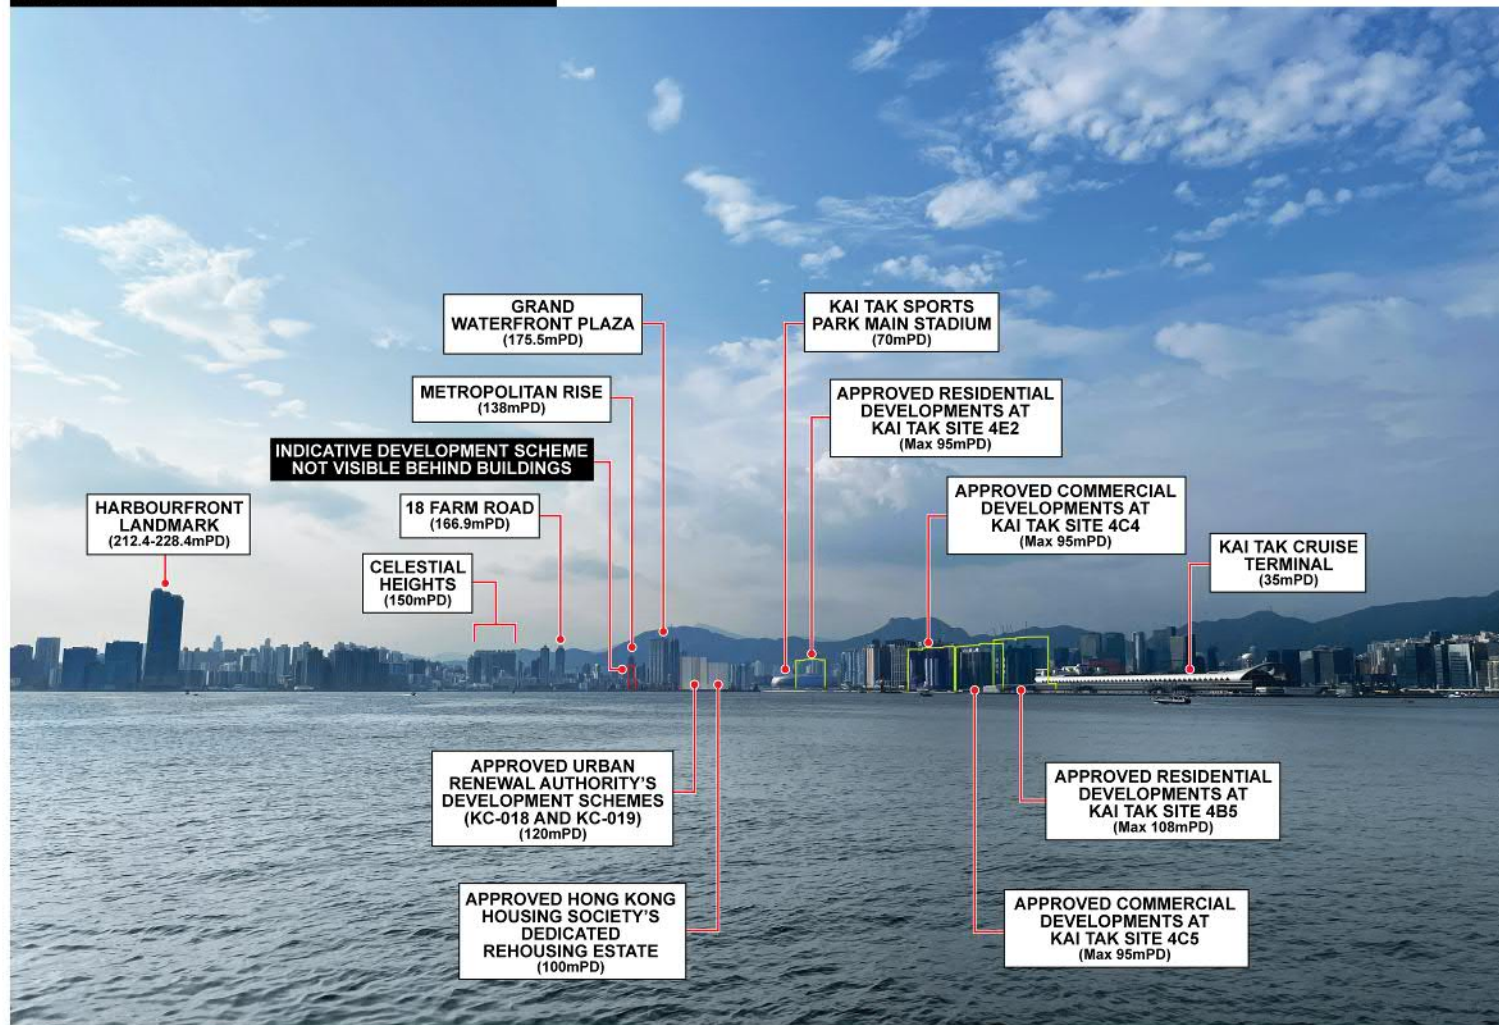 GRAND
WATERFRONT PLAZA
(175.5mPD)
KAI TAK SPORTS
PARK MAIN STADIUM
(70mPD)
METROPOLITAN RISE
(138mPD)
APPROVED RESIDENTIAL
DEVELOPMENTS AT
KAI TAK SITE 4E2
(Max 95mPD)
INDICATIVE DEVELOPMENT SCHEME
NOT VISIBLE BEHIND BUILDINGS
HARBOURFRONT
LANDMARK
(212.4-228.4mPD)
18 FARM ROAD
(166.9mPD)
APPROVED COMMERCIAL
DEVELOPMENTS AT
KAI TAK SITE 4C4
(Max 95mPD)
CELESTIAL
HEIGHTS
(150mPD)
KAI TAK CRUISE
TERMINAL
(35mPD)
APPROVED URBAN
RENEWAL AUTHORITY'S
DEVELOPMENT SCHEMES
(KC-018 AND KC-019)
(120mPD)
APPROVED RESIDENTIAL
DEVELOPMENTS AT
KAI TAK SITE 4B5
(Max 108mPD)
APPROVED HONG KONG
HOUSING SOCIETY'S
DEDICATED
REHOUSING ESTATE
(100mPD)
APPROVED COMMERCIAL
DEVELOPMENTS AT
KAI TAK SITE 4C5
(Max 95mPD)